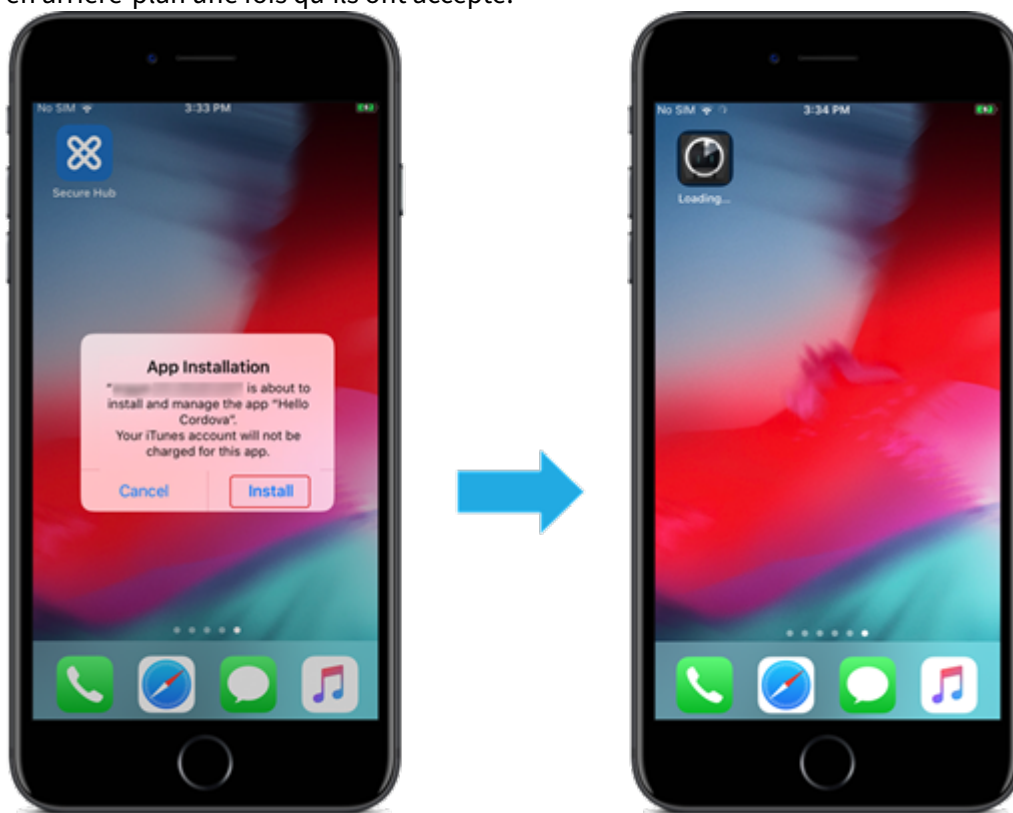 en arrière-plan une fois qu'ils ont accepté.
No SIM 3:33 PM
Secure Hub
App Installation
" is about to
install and manage the app "Hello
Cordova".
Your iTunes account will not be
charged for this app.
Cancel Install
No SIM 3:34 PM
Loading...